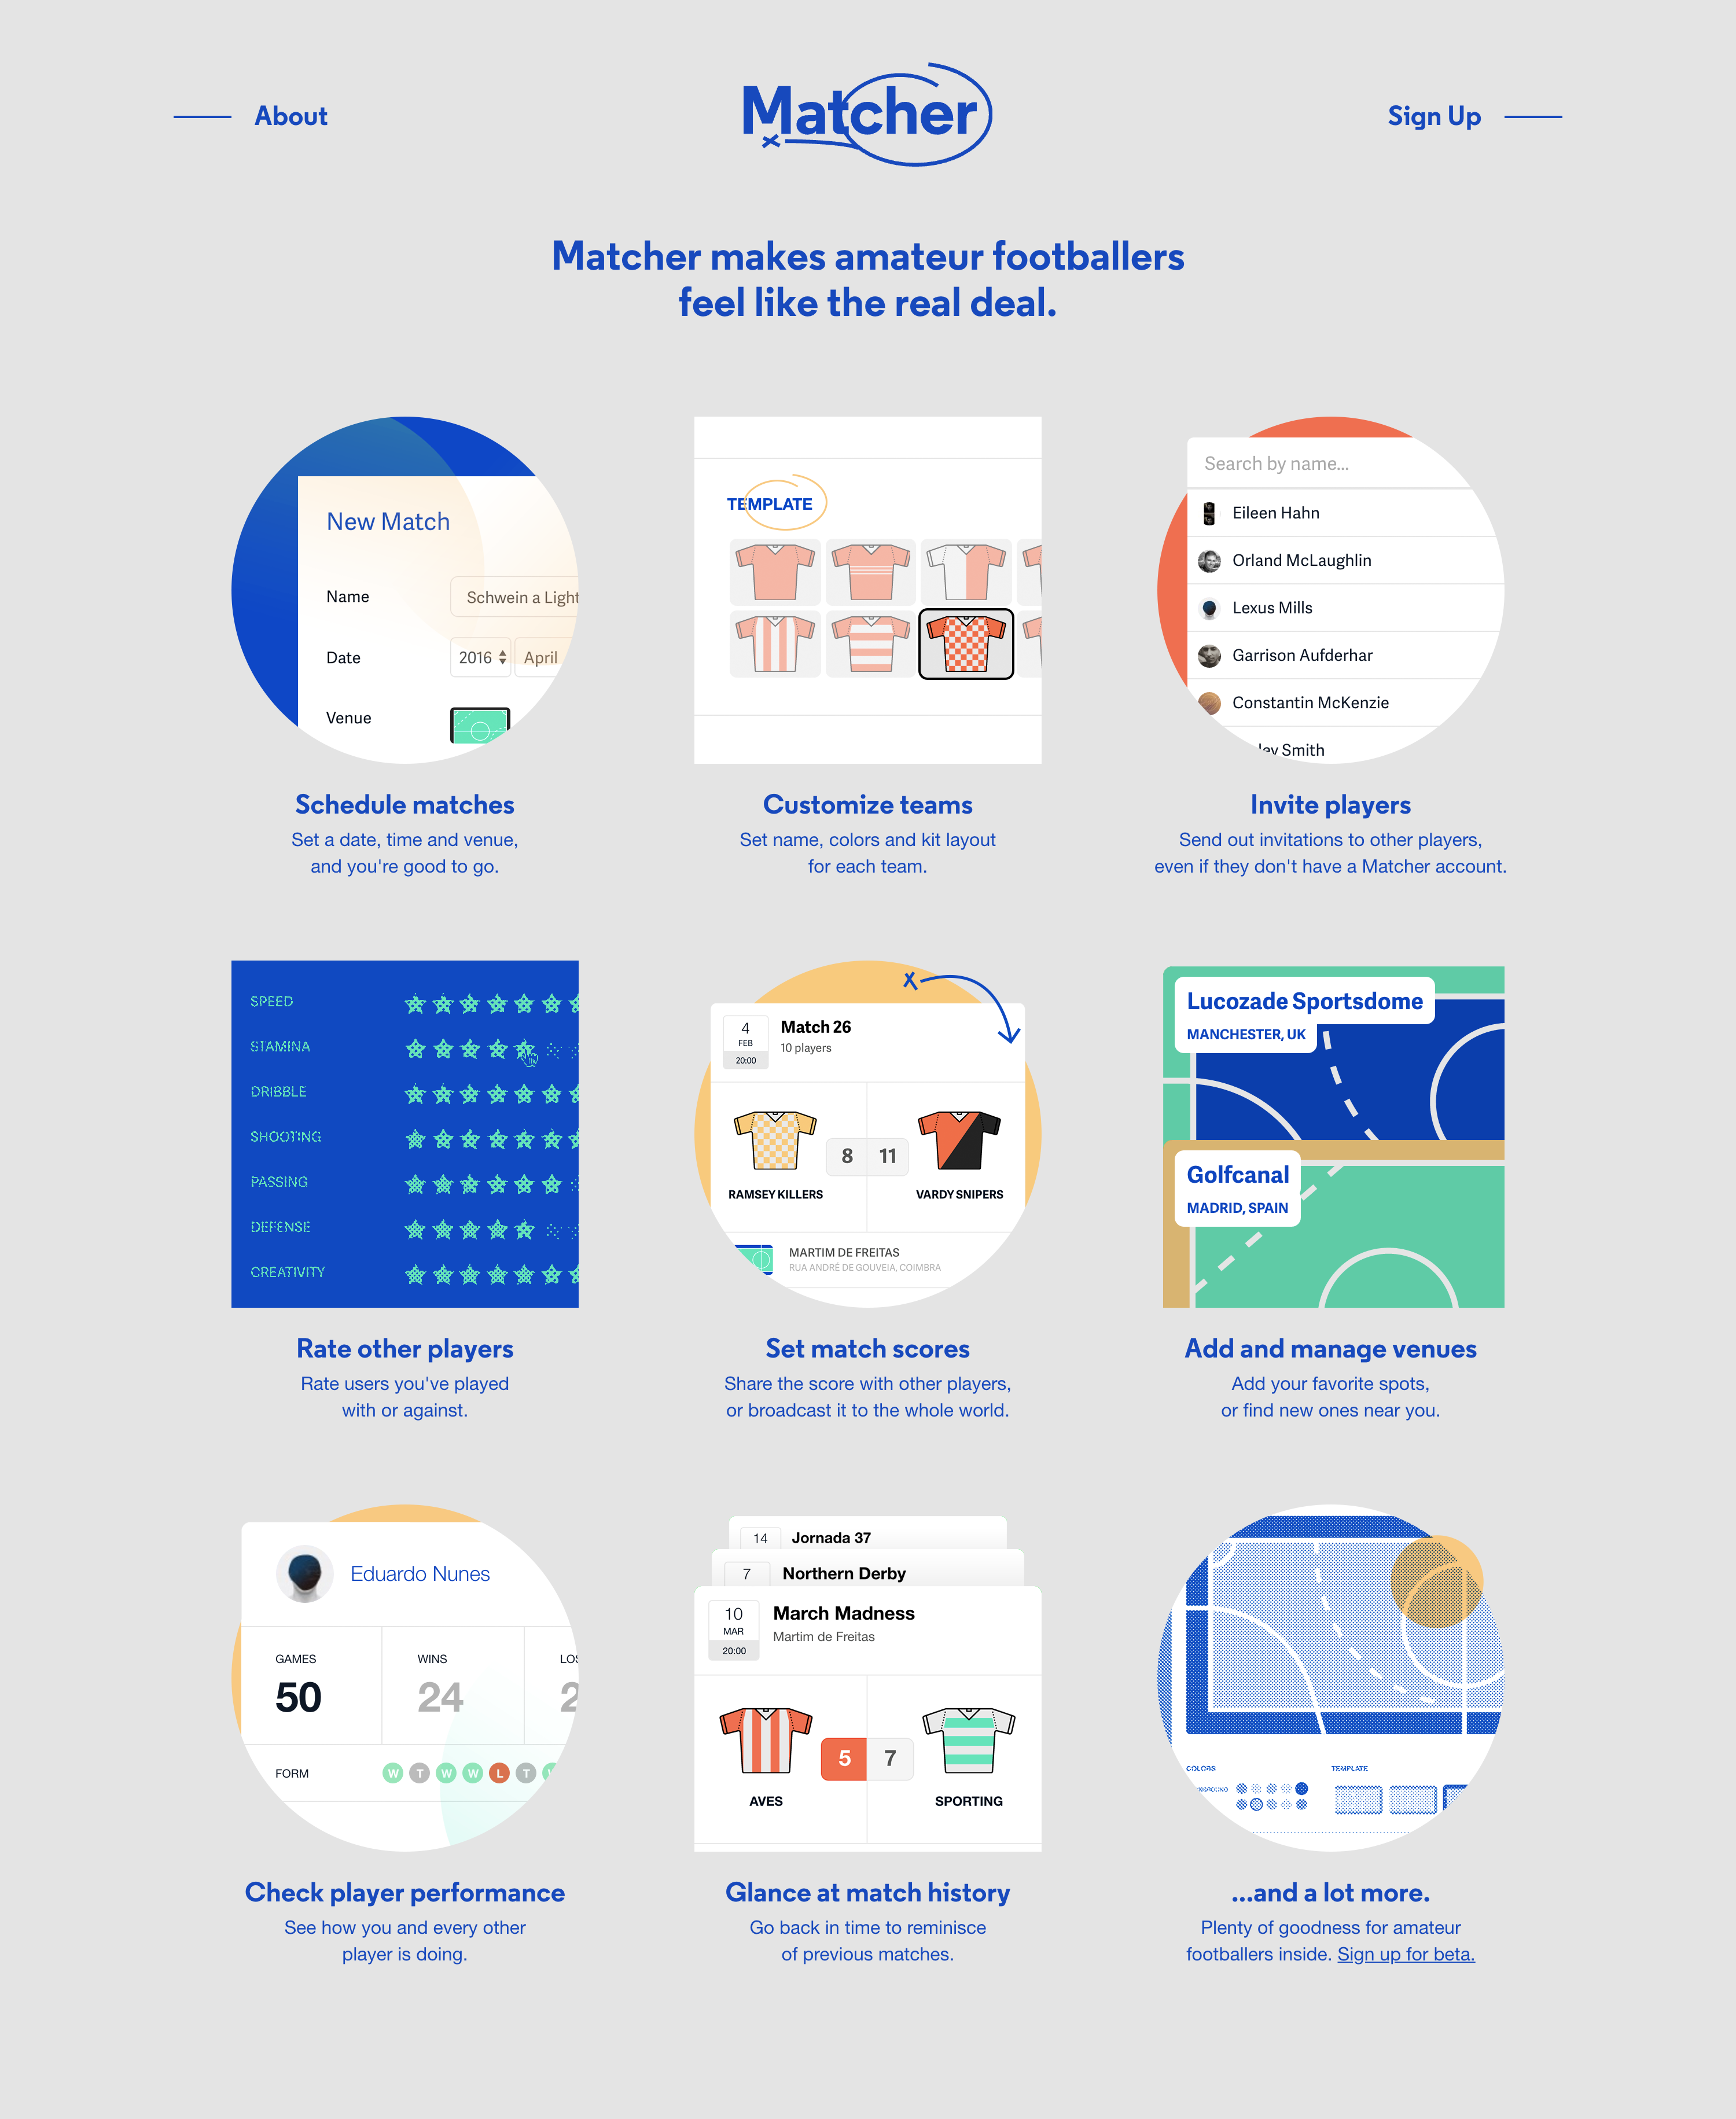 About
Matcher
Sign Up
Matcher makes amateur footballers
feel like the real deal.
New Match
Name
Schwein a Light
Date
2016
April
Venue
Schedule matches
Set a date, time and venue,
and you're good to go.
TEMPLATE
Customize teams
Set name, colors and kit layout
for each team.
Search by name...
Eileen Hahn
Orland McLaughlin
Lexus Mills
Garrison Aufderhar
Constantin McKenzie
Smith
Invite players
Send out invitations to other players,
even if they don't have a Matcher account.
SPEED
STAMINA
DRIBBLE
SHOOTING
PASSING
DEFENSE
CREATIVITY
Rate other players
Rate users you've played
with or against.
4
FEB
20:00
Match 26
10 players
8
11
RAMSEY KILLERS
VARDY SNIPERS
MARTIM DE FREITAS
RUA ANDRÉ DE GOUVEIA, COIMBRA
Set match scores
Share the score with other players,
or broadcast it to the whole world.
Lucozade Sportsdome
MANCHESTER, UK
Golfcanal
MADRID, SPAIN
Add and manage venues
Add your favorite spots,
or find new ones near you.
Eduardo Nunes
GAMES
50
WINS
24
FORM
W T W W L T
Check player performance
See how you and every other
player is doing.
14
Jornada 37
7
Northern Derby
10
MAR
20:00
March Madness
Martim de Freitas
5
7
AVES
SPORTING
Glance at match history
Go back in time to reminisce
of previous matches.
COLORS
TEMPLATE
...and a lot more.
Plenty of goodness for amateur
footballers inside. Sign up for beta.